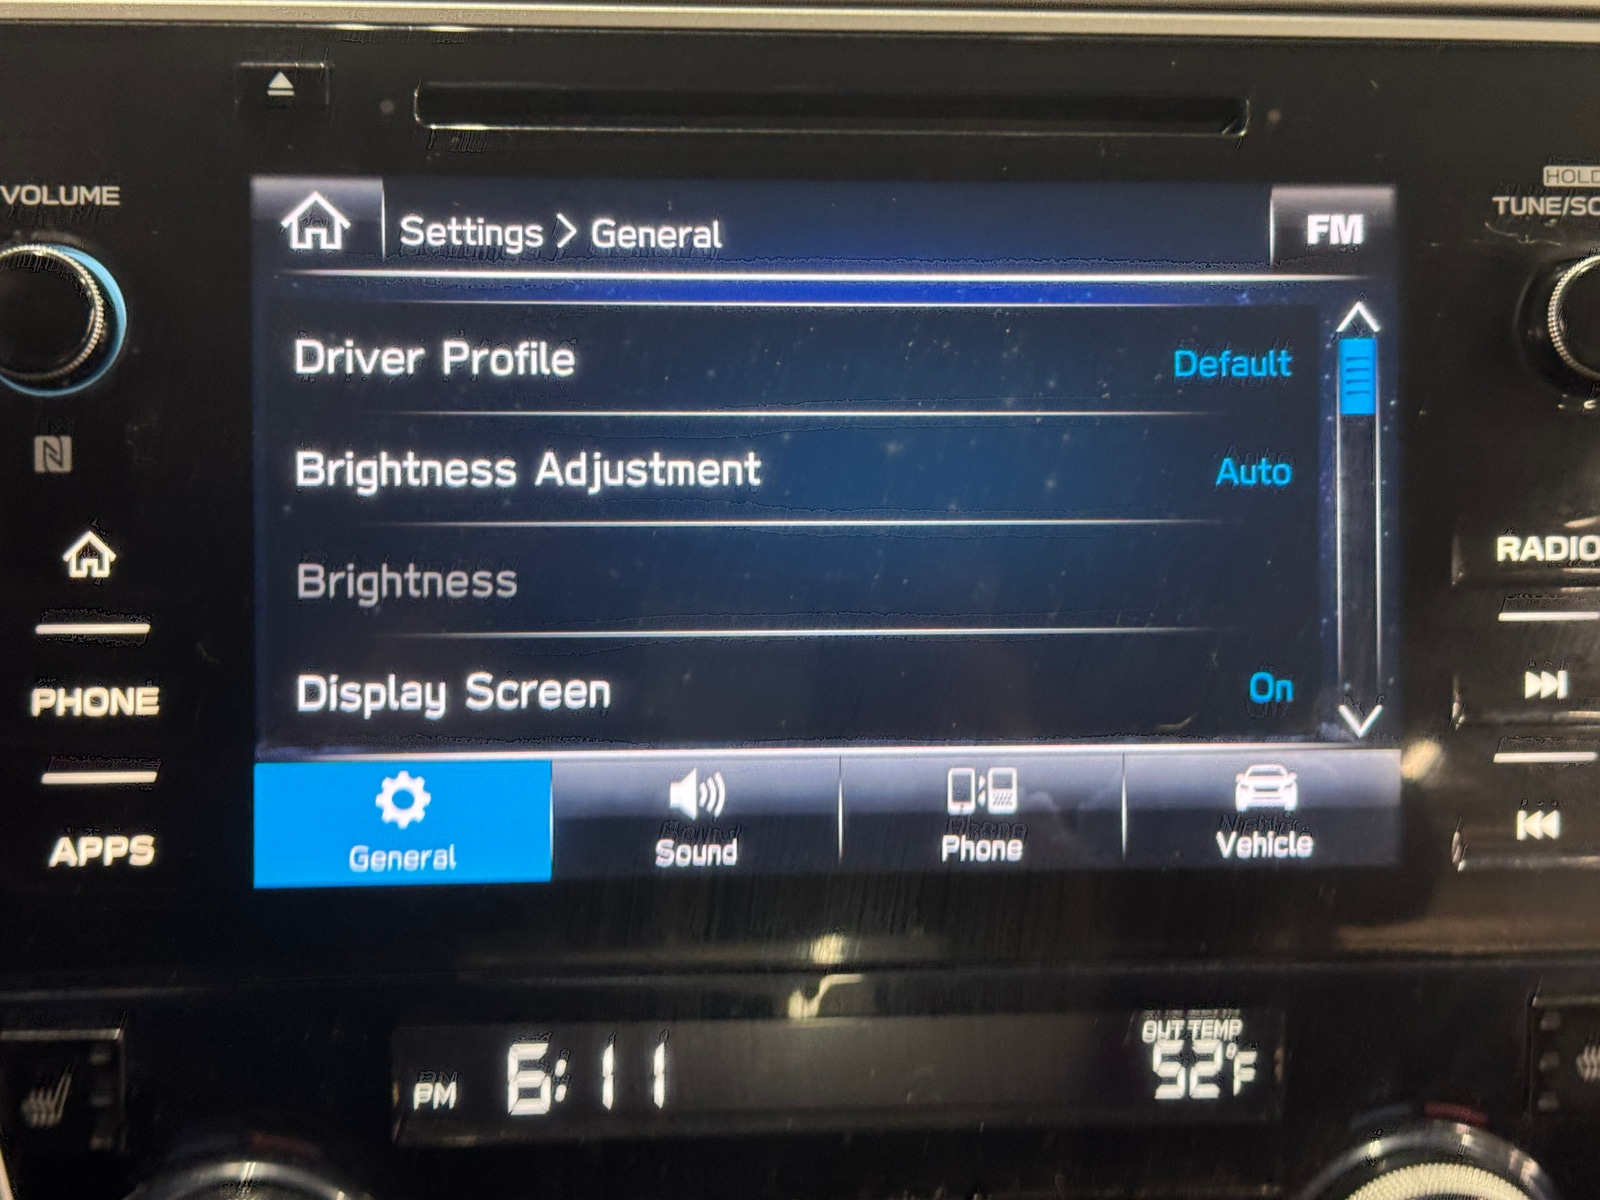 VOLUME
HOLD
TUNE/SC
Settings > General
FM
Driver Profile
Default
Brightness Adjustment
Auto
Brightness
Display Screen
On
General
Sound
Phone
Vehicle
PHONE
APPS
RADIO
PM 6:11
OUT TEMP
52°F